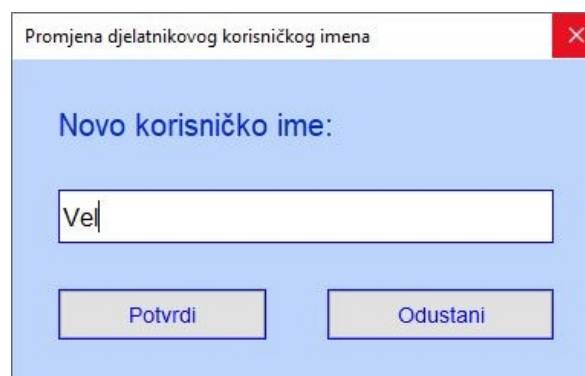 Promjena djelatnikovog korisničkog imena
Novo korisničko ime:
Vel
Potvrdi
Odustani